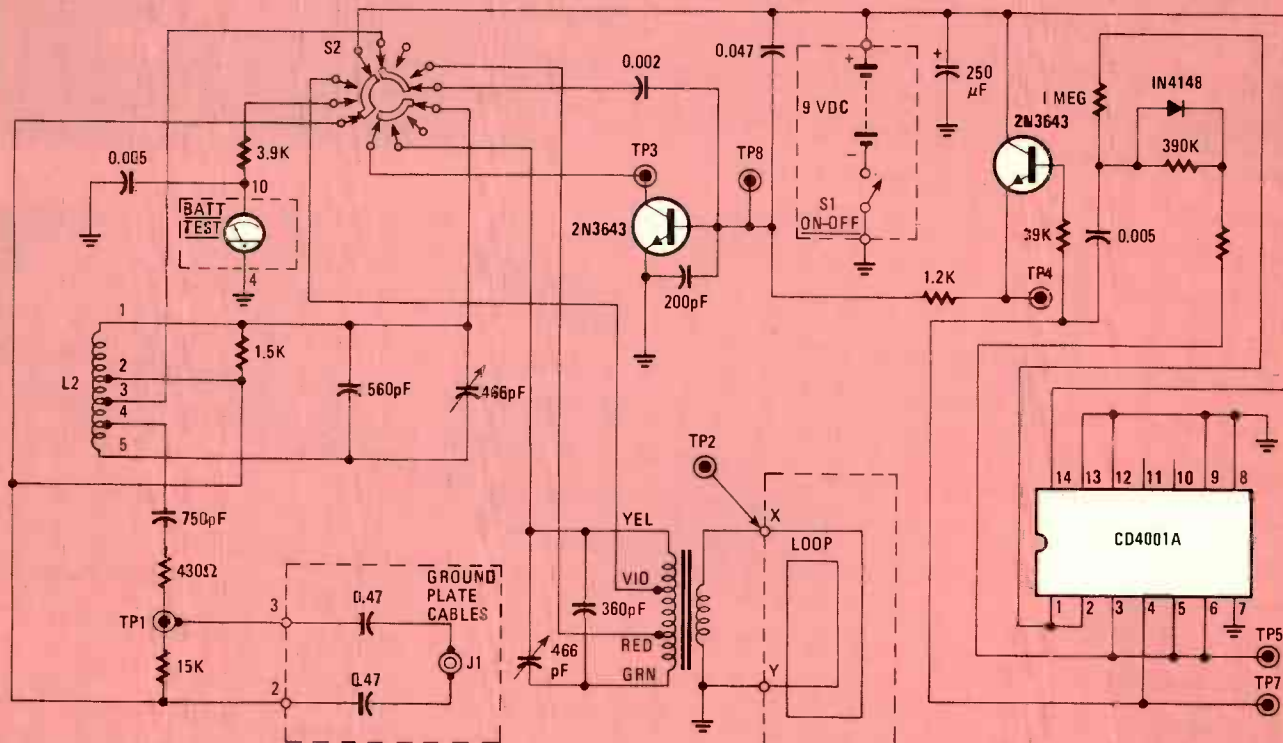 S2
0.002
0.047
+
9 VDC
-
+
250
µF
1 MEG
IN4148
390K
2N3643
3.9K
0.005
10
BATT
TEST
4
TP3
TP8
2N3643
200pF
S1
ON-OFF
39K
0.005
1.2K
TP4
1
2
3
4
5
L2
1.5K
560pF
466pF
TP2
750pF
430Ω
TP1
15K
3
2
0.47
0.47
GROUND
PLATE
CABLES
J1
466
pF
360pF
YEL
VIO
RED
GRN
X
LOOP
Y
14 13 12 11 10 9 8
CD4001A
1 2 3 4 5 6 7
TP5
TP7